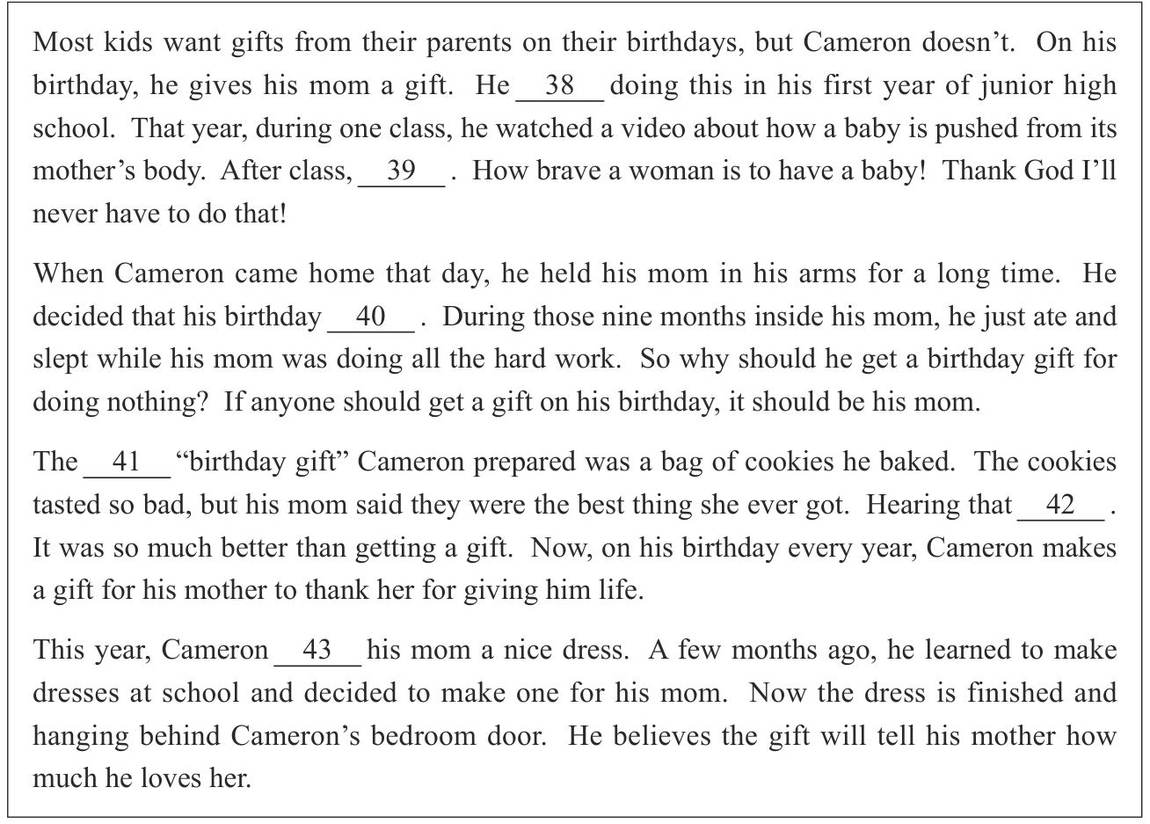 Most kids want gifts from their parents on their birthdays, but Cameron doesn’t. On his
birthday, he gives his mom a gift. He 38 doing this in his first year of junior high
school. That year, during one class, he watched a video about how a baby is pushed from its
mother’s body. After class, 39 . How brave a woman is to have a baby! Thank God I’ll
never have to do that!
When Cameron came home that day, he held his mom in his arms for a long time. He
decided that his birthday 40 . During those nine months inside his mom, he just ate and
slept while his mom was doing all the hard work. So why should he get a birthday gift for
doing nothing? If anyone should get a gift on his birthday, it should be his mom.
The 41 “birthday gift” Cameron prepared was a bag of cookies he baked. The cookies
tasted so bad, but his mom said they were the best thing she ever got. Hearing that 42 .
It was so much better than getting a gift. Now, on his birthday every year, Cameron makes
a gift for his mother to thank her for giving him life.
This year, Cameron 43 his mom a nice dress. A few months ago, he learned to make
dresses at school and decided to make one for his mom. Now the dress is finished and
hanging behind Cameron’s bedroom door. He believes the gift will tell his mother how
much he loves her.